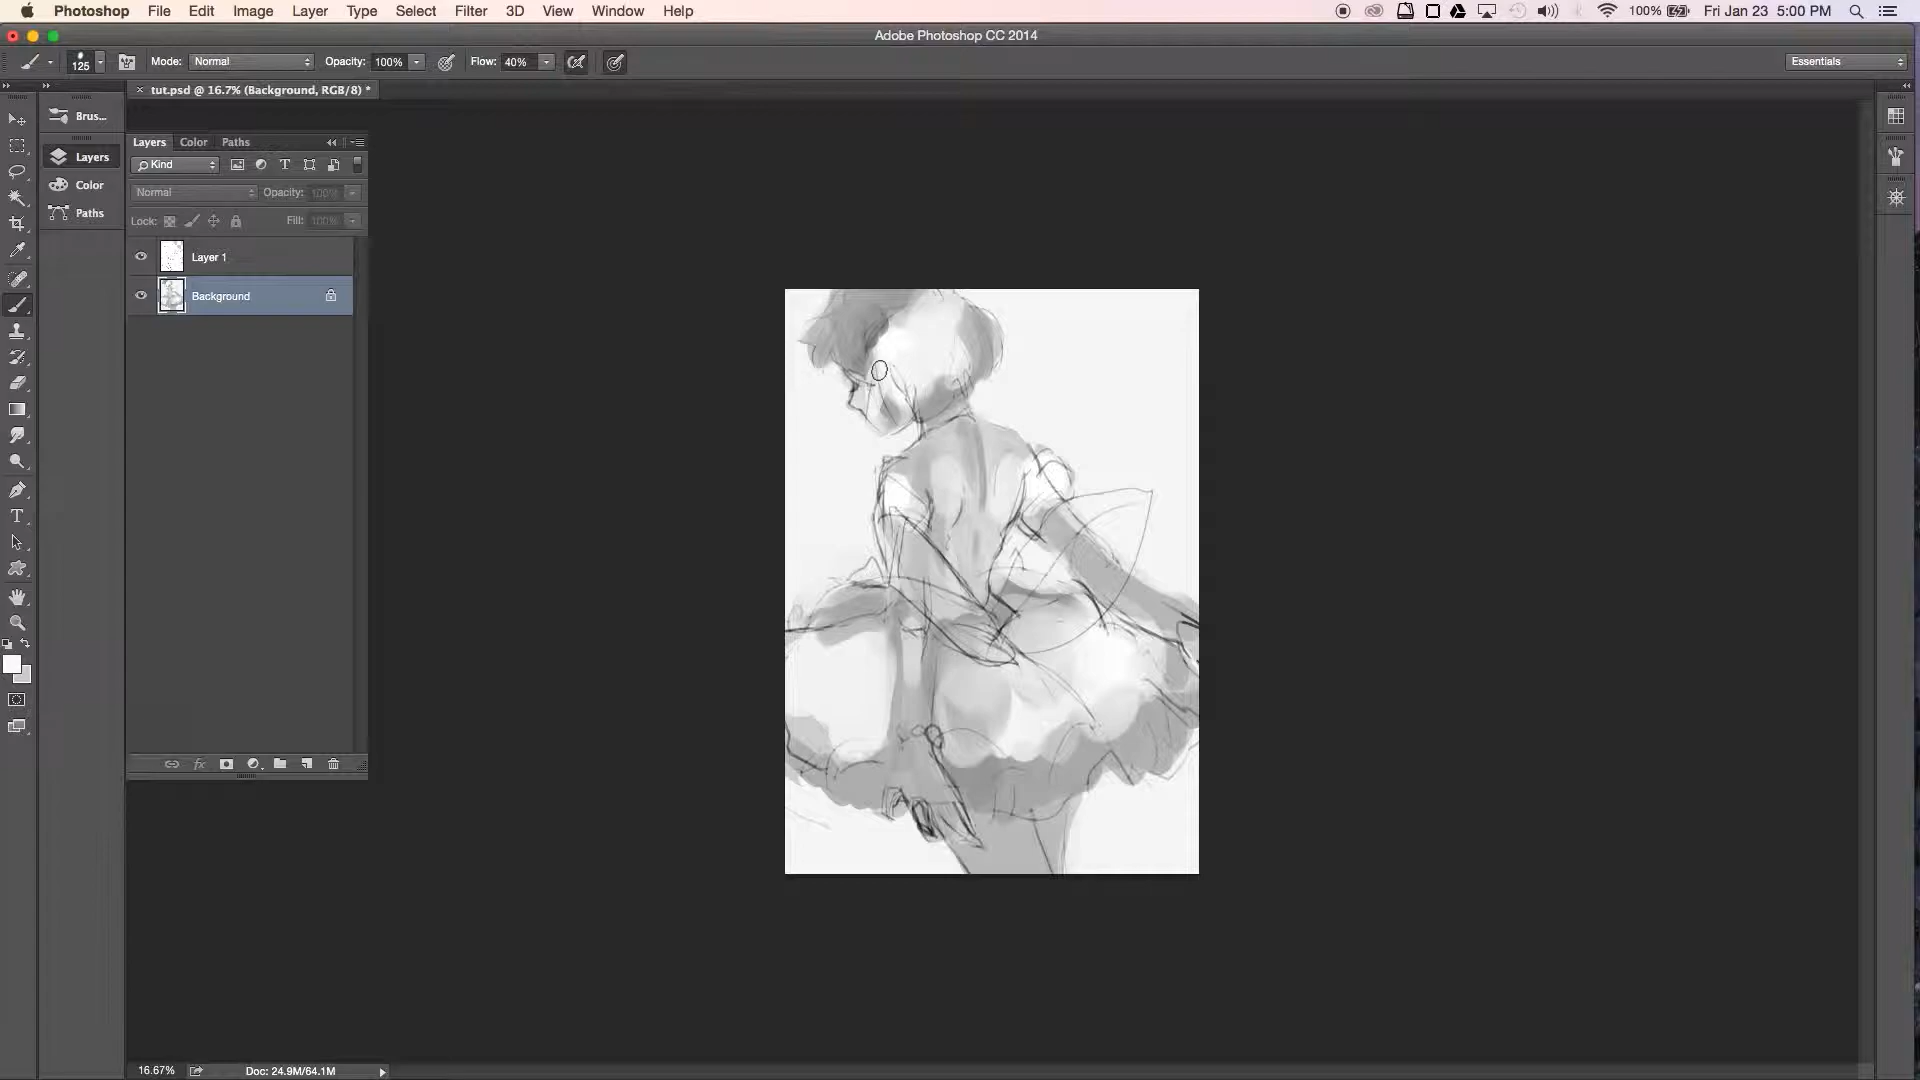 Photoshop File Edit Image Layer Type Select Filter 3D View Window Help 100% Fri Jan 23 5:00 PM
Adobe Photoshop CC 2014
125 Mode: Normal Opacity: 100% Flow: 40% Essentials
× tut.psd @ 16.7% (Background, RGB/8) *
Brus...
Layers
Color
Paths
Layers Color Paths
Kind
Normal Opacity: 100%
Lock: Fill: 100%
Layer 1
Background
fx
16.67% Doc: 24.9M/64.1M